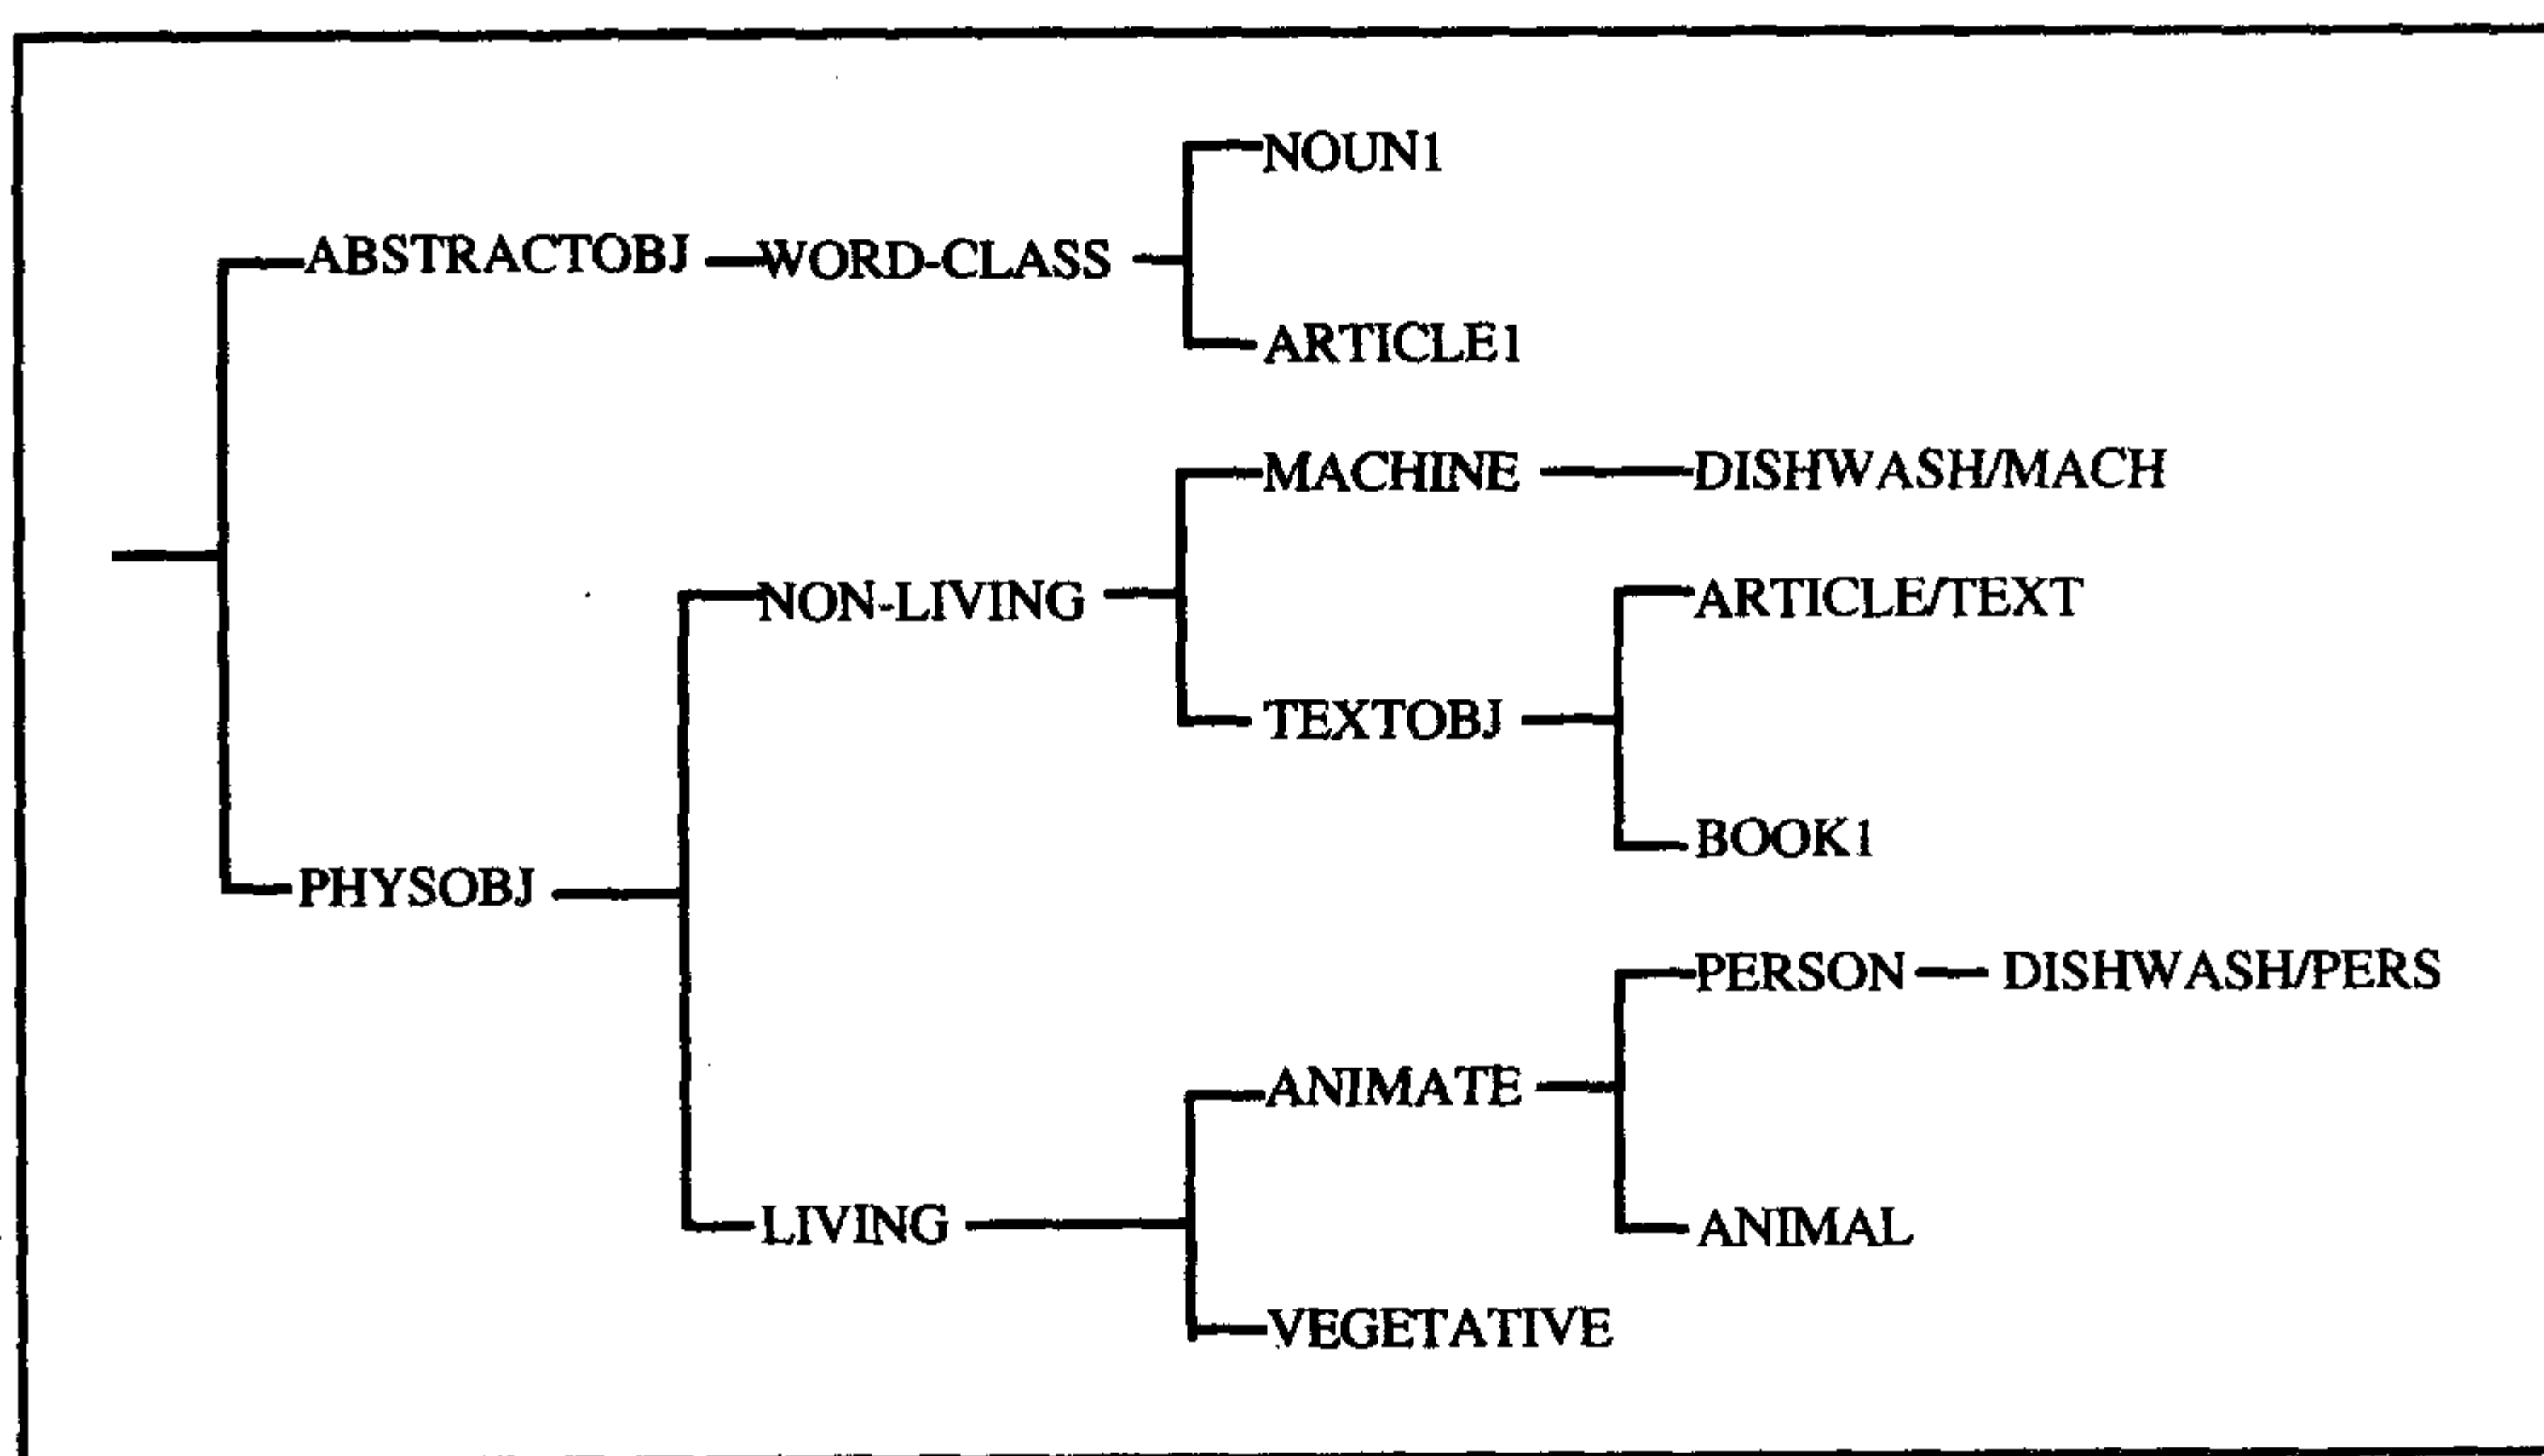 NOUN1
ABSTRACTOBJ WORD-CLASS
ARTICLE1
MACHINE DISHWASH/MACH
NON-LIVING ARTICLE/TEXT
TEXTOBJ
BOOK1
PHYSOBJ
PERSON DISHWASH/PERS
ANIMATE
LIVING ANIMAL
VEGETATIVE